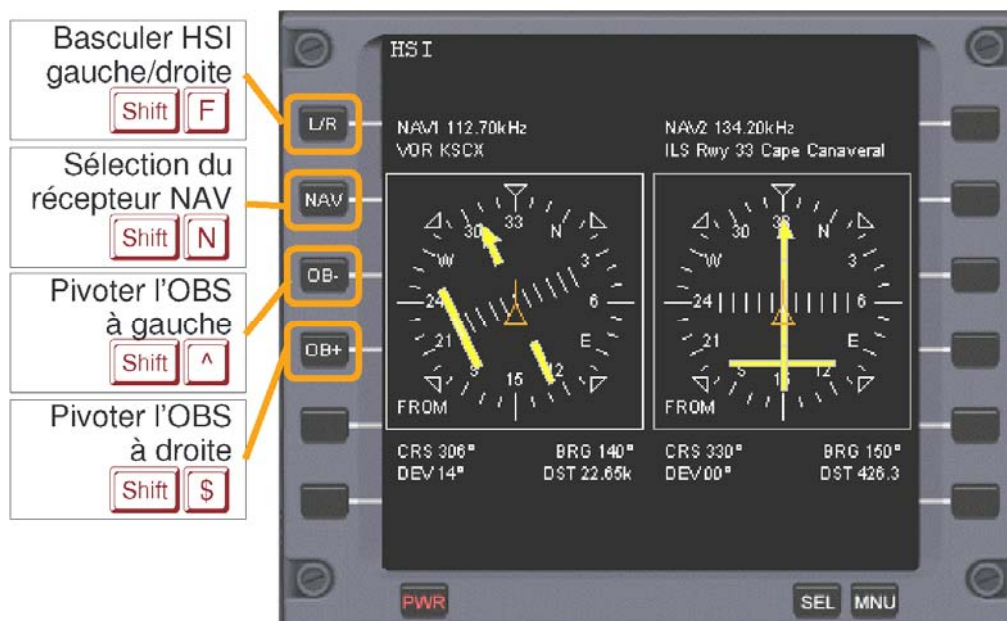 Basculer HSI
gauche/droite
Shift F
Sélection du
récepteur NAV
Shift N
Pivoter l'OBS
à gauche
Shift ^
Pivoter l'OBS
à droite
Shift $
L/R
NAV
OB-
OB+
HSI
NAV1 112.70kHz
VOR KSCX
33
N
3
6
E
12
15
S
21
24
W
30
FROM
CRS 306° BRG 140°
DEV 14° DST 22.65k
NAV2 134.20kHz
ILS Rwy 33 Cape Canaveral
33
N
3
6
E
12
15
S
21
24
W
30
FROM
CRS 330° BRG 150°
DEV 00° DST 426.3
PWR
SEL MNU